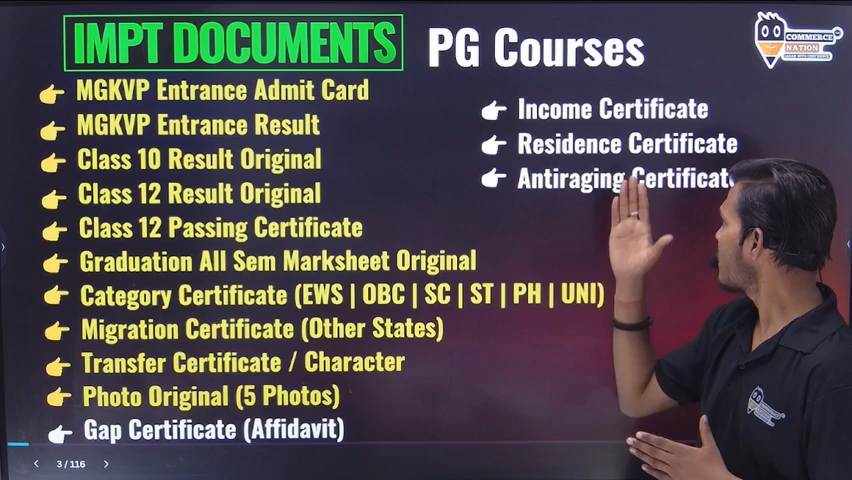 IMPT DOCUMENTS
PG Courses
COMMERCE
NATION
MGKVP Entrance Admit Card
MGKVP Entrance Result
Class 10 Result Original
Class 12 Result Original
Class 12 Passing Certificate
Graduation All Sem Marksheet Original
Category Certificate (EWS | OBC | SC | ST | PH | UNI)
Migration Certificate (Other States)
Transfer Certificate / Character
Photo Original (5 Photos)
Gap Certificate (Affidavit)
Income Certificate
Residence Certificate
Antiraging Certificate
3 / 116